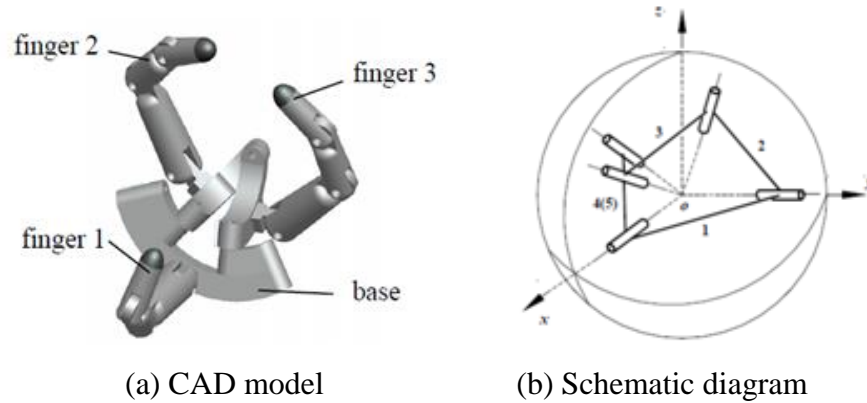 finger 2
finger 3
finger 1
base
(a) CAD model
z
3
2
4(5)
o
1
x
(b) Schematic diagram